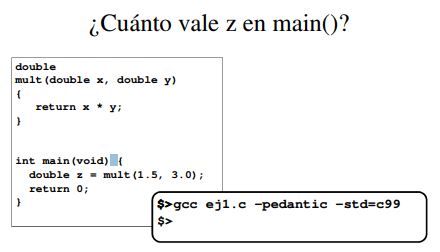 ¿Cuánto vale z en main()?
double
mult(double x, double y)
{
return x * y;
}
int main(void) {
double z = mult(1.5, 3.0);
return 0;
}
$>gcc ej1.c –pedantic –std=c99
$>